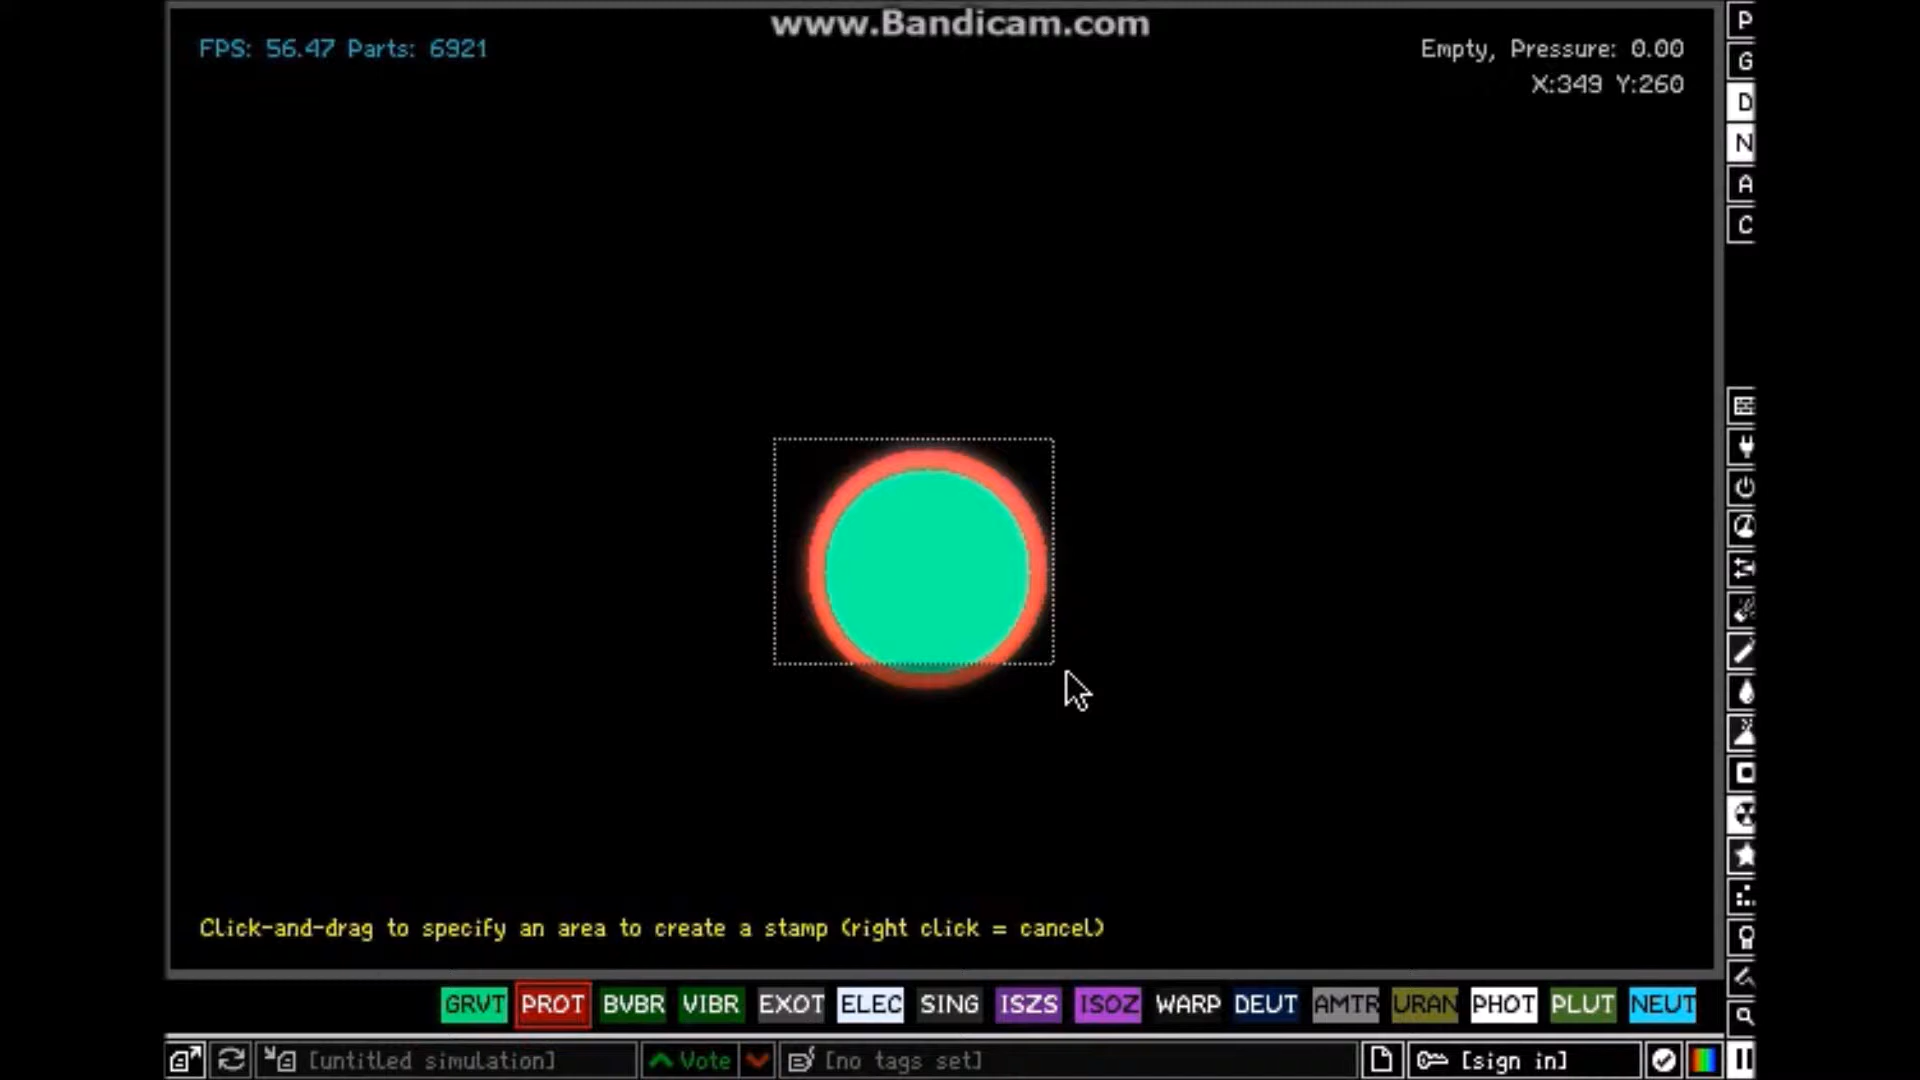 www.Bandicam.com
FPS: 56.47 Parts: 6921
Empty, Pressure: 0.00
X:349 Y:260
P
G
D
N
A
C
Click-and-drag to specify an area to create a stamp (right click = cancel)
GRVT PROT BVBR VIBR EXOT ELEC SING ISZS ISOZ WARP DEUT AMTR URAN PHOT PLUT NEUT
[untitled simulation] Vote [no tags set] [sign in]